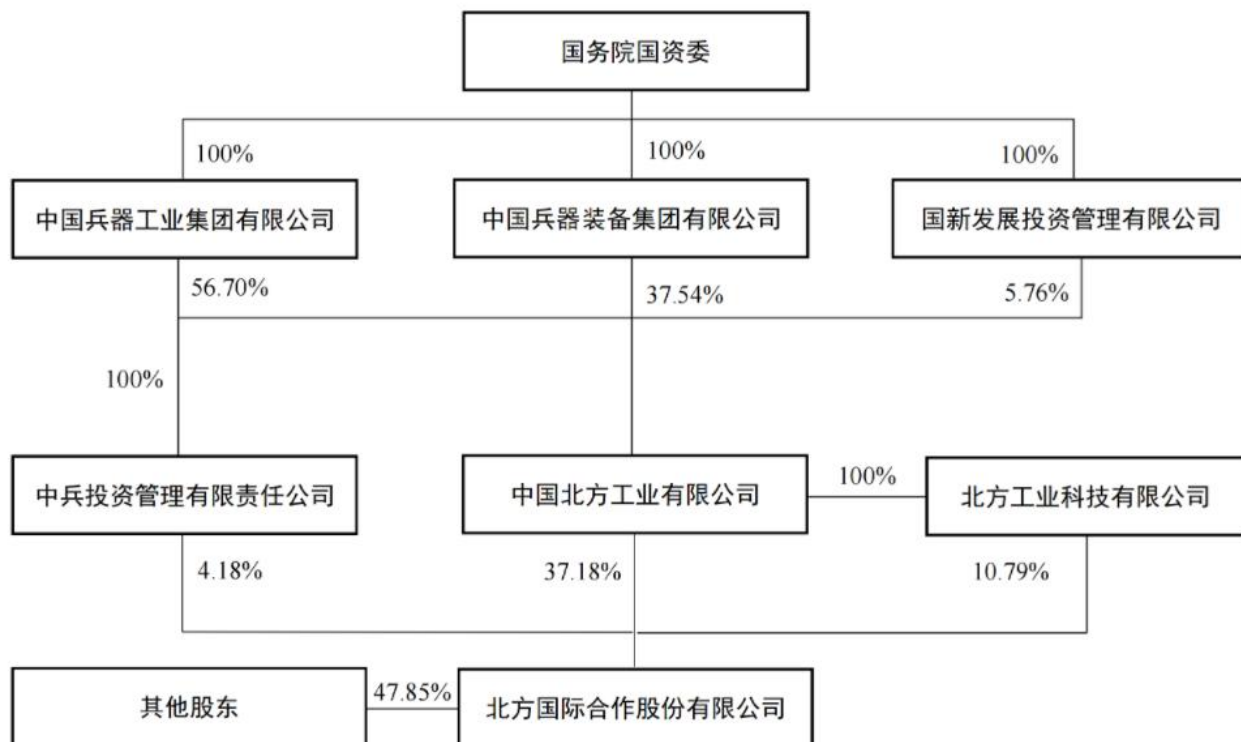 国务院国资委
100%
100%
100%
中国兵器工业集团有限公司
中国兵器装备集团有限公司
国新发展投资管理有限公司
56.70%
37.54%
5.76%
100%
中兵投资管理有限责任公司
中国北方工业有限公司
100%
北方工业科技有限公司
4.18%
37.18%
10.79%
其他股东
47.85%
北方国际合作股份有限公司